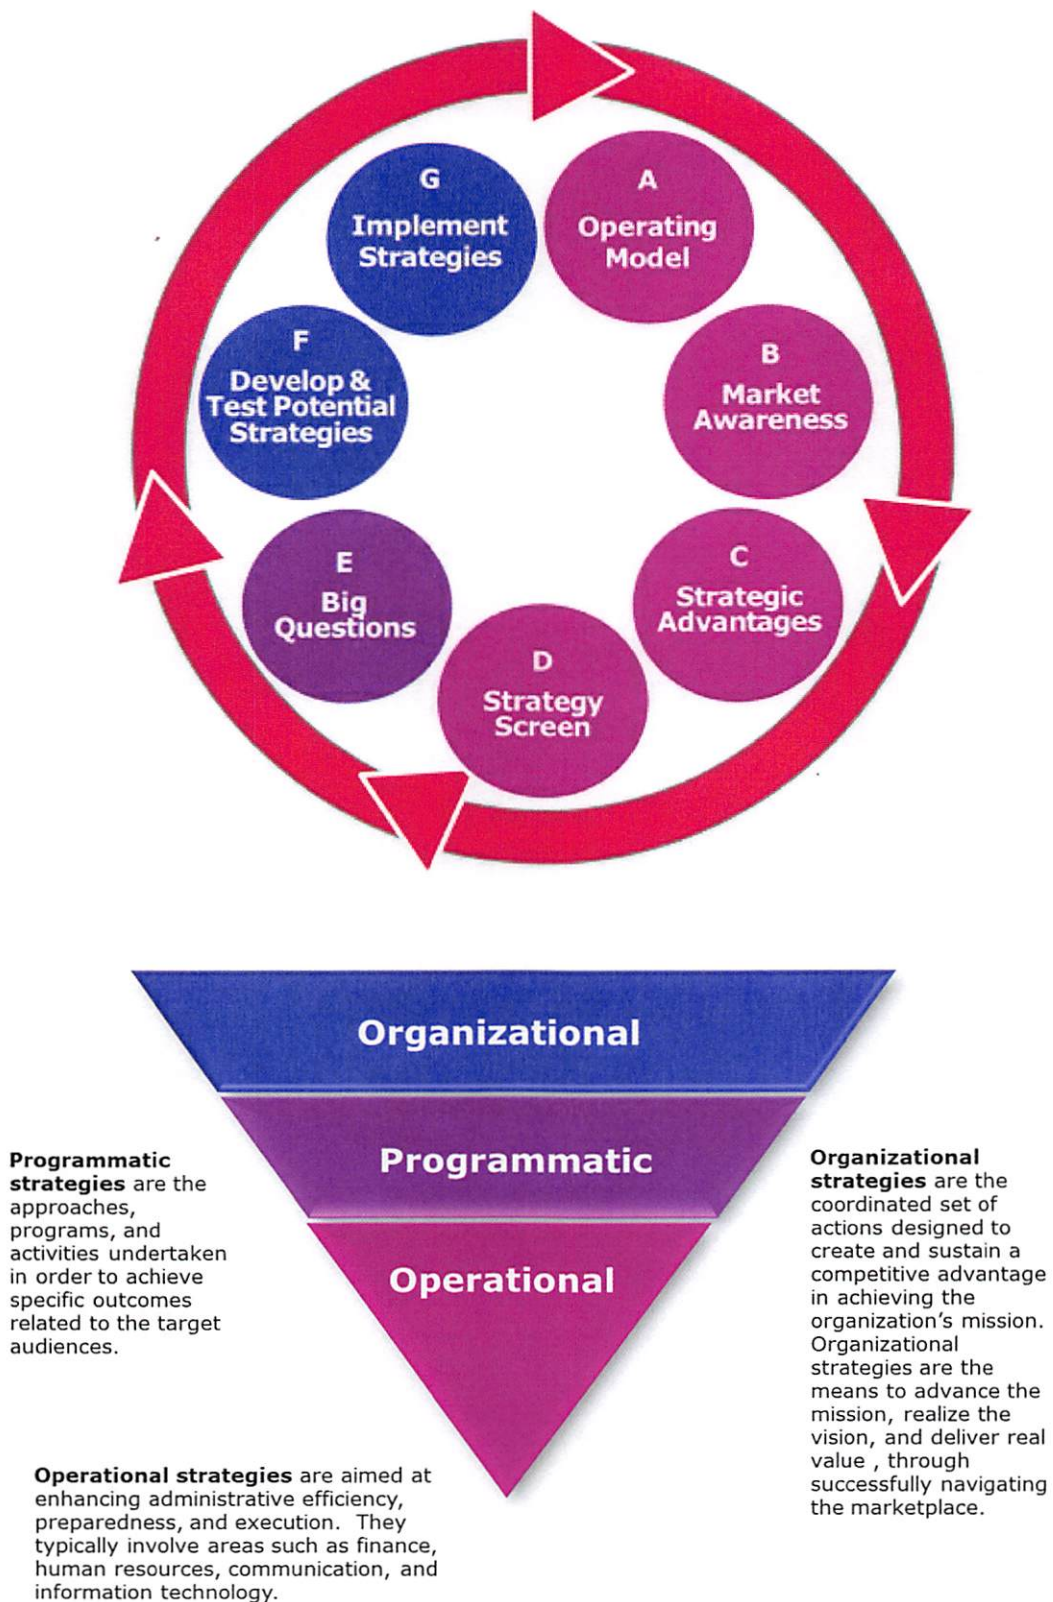 A
Operating
Model
B
Market
Awareness
C
Strategic
Advantages
D
Strategy
Screen
E
Big
Questions
F
Develop &
Test Potential
Strategies
G
Implement
Strategies
Organizational
Programmatic
Operational
Programmatic
strategies are the
approaches,
programs, and
activities undertaken
in order to achieve
specific outcomes
related to the target
audiences.
Organizational
strategies are the
coordinated set of
actions designed to
create and sustain a
competitive advantage
in achieving the
organization’s mission.
Organizational
strategies are the
means to advance the
mission, realize the
vision, and deliver real
value , through
successfully navigating
the marketplace.
Operational strategies are aimed at
enhancing administrative efficiency,
preparedness, and execution.  They
typically involve areas such as finance,
human resources, communication, and
information technology.